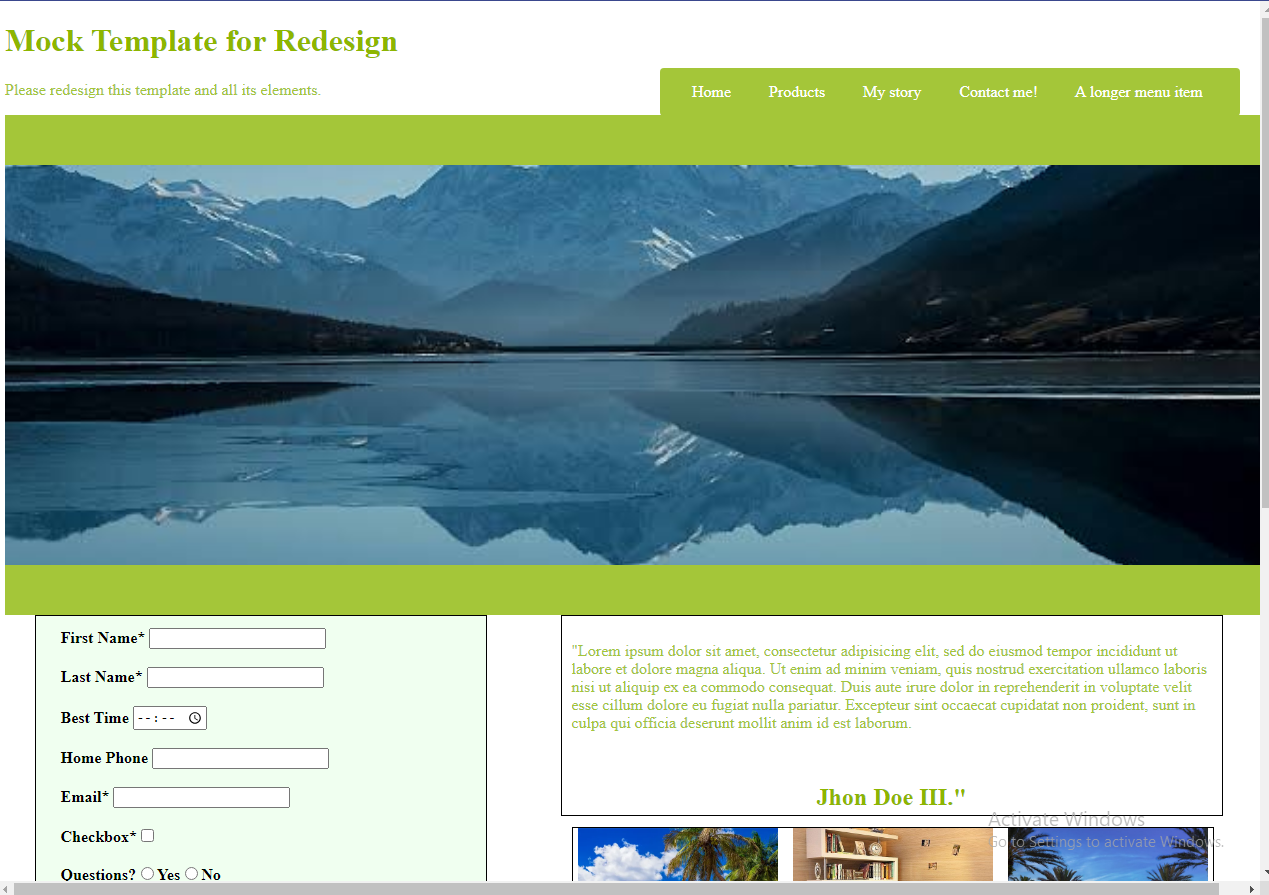 Mock Template for Redesign
Please redesign this template and all its elements.
Home Products My story Contact me! A longer menu item
First Name*
Last Name*
Best Time --:--
Home Phone
Email*
Checkbox*
Questions? Yes No
"Lorem ipsum dolor sit amet, consectetur adipisicing elit, sed do eiusmod tempor incididunt ut
labore et dolore magna aliqua. Ut enim ad minim veniam, quis nostrud exercitation ullamco laboris
nisi ut aliquip ex ea commodo consequat. Duis aute irure dolor in reprehenderit in voluptate velit
esse cillum dolore eu fugiat nulla pariatur. Excepteur sint occaecat cupidatat non proident, sunt in
culpa qui officia deserunt mollit anim id est laborum.
Jhon Doe III."
Activate Windows
Go to Settings to activate Windows.